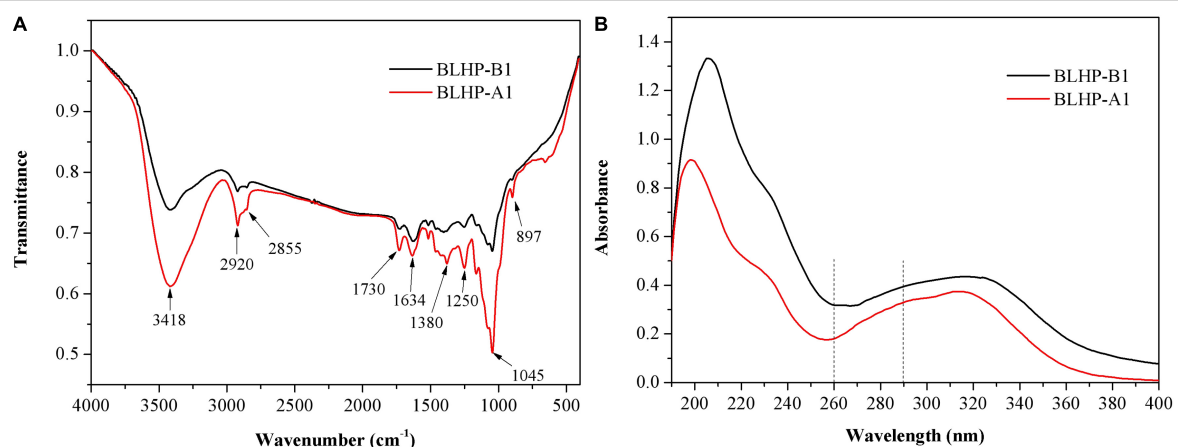 A
Transmittance
1.0
0.9
0.8
0.7
0.6
0.5
BLHP-B1
BLHP-A1
3418
2920
2855
1730
1634
1380
1250
1045
897
4000 3500 3000 2500 2000 1500 1000 500
Wavenumber (cm⁻¹)
B
Absorbance
1.4
1.2
1.0
0.8
0.6
0.4
0.2
0.0
BLHP-B1
BLHP-A1
200 220 240 260 280 300 320 340 360 380 400
Wavelength (nm)